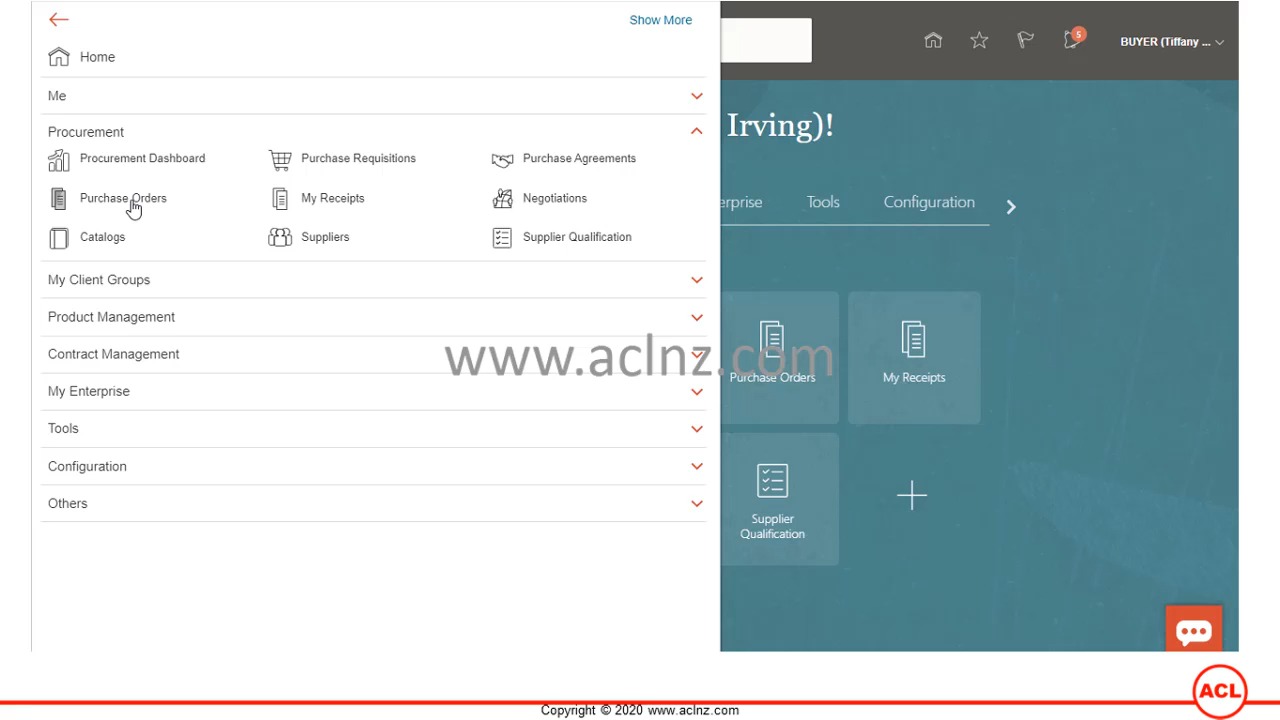 Show More
Home
Me
Procurement
Procurement Dashboard
Purchase Requisitions
Purchase Agreements
Purchase Orders
My Receipts
Negotiations
Catalogs
Suppliers
Supplier Qualification
My Client Groups
Product Management
Contract Management
My Enterprise
Tools
Configuration
Others
5
BUYER (Tiffany ...
Irving)!
erprise
Tools
Configuration
Purchase Orders
My Receipts
Supplier
Qualification
www.aclnz.com
ACL
Copyright © 2020 www.aclnz.com